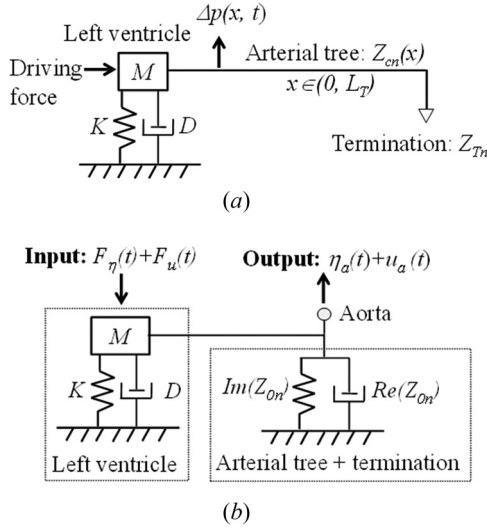 Δp(x, t)
Left ventricle
Driving force
M
Arterial tree: Z_cn(x)
x∈(0, L_T)
K
D
Termination: Z_Tn
(a)
Input: F_η(t)+F_u(t)
Output: η_a(t)+u_a (t)
Aorta
M
K
D
Im(Z_0n)
Re(Z_0n)
Left ventricle
Arterial tree + termination
(b)